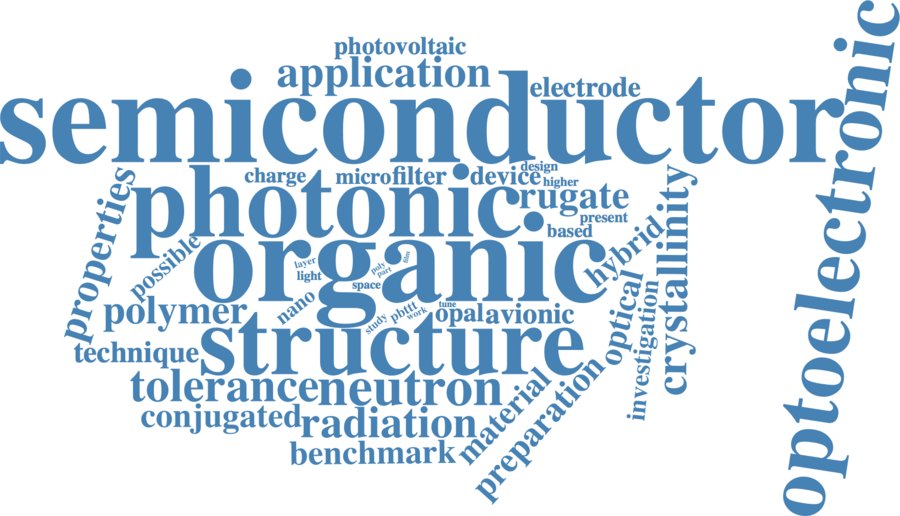 photovoltaic
application
electrode
semiconductor
optoelectronic
design
charge
microfilter
device
higher
photonic
rugate
present
properties
possible
based
hybrid
crystallinity
organic
layer
light
poly
part
film
space
nano
polymer
study
pbttt
work
tune
opal
avionic
optical
investigation
technique
structure
tolerance
neutron
conjugated
radiation
material
preparation
benchmark